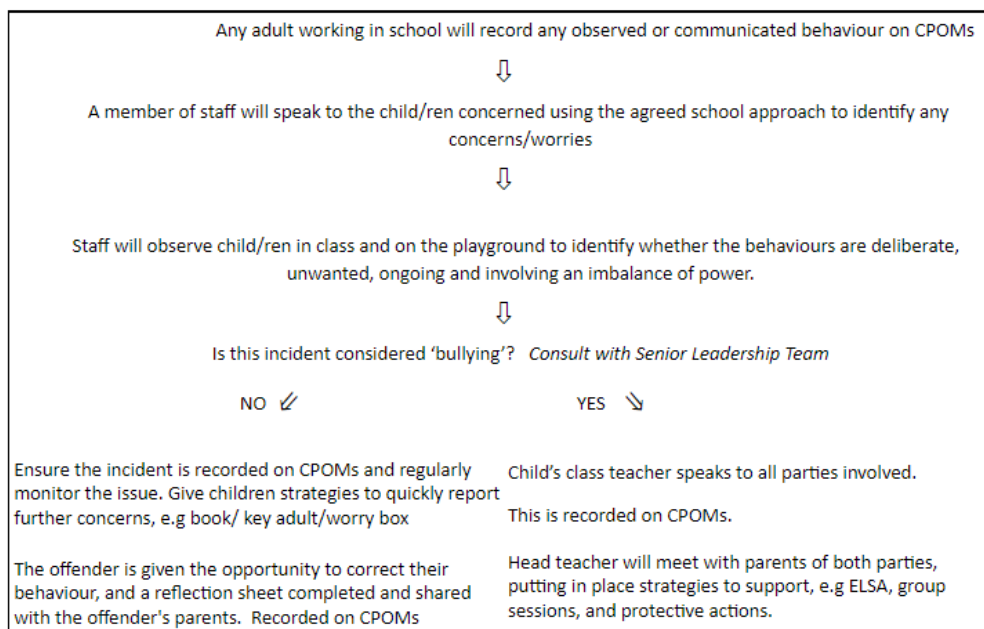 Any adult working in school will record any observed or communicated behaviour on CPOMs
⇩
A member of staff will speak to the child/ren concerned using the agreed school approach to identify any
concerns/worries
⇩
Staff will observe child/ren in class and on the playground to identify whether the behaviours are deliberate,
unwanted, ongoing and involving an imbalance of power.
⇩
Is this incident considered ‘bullying’? Consult with Senior Leadership Team
NO ⇙
YES ⇘
Ensure the incident is recorded on CPOMs and regularly
monitor the issue. Give children strategies to quickly report
further concerns, e.g book/ key adult/worry box
The offender is given the opportunity to correct their
behaviour, and a reflection sheet completed and shared
with the offender's parents. Recorded on CPOMs
Child’s class teacher speaks to all parties involved.
This is recorded on CPOMs.
Head teacher will meet with parents of both parties,
putting in place strategies to support, e.g ELSA, group
sessions, and protective actions.